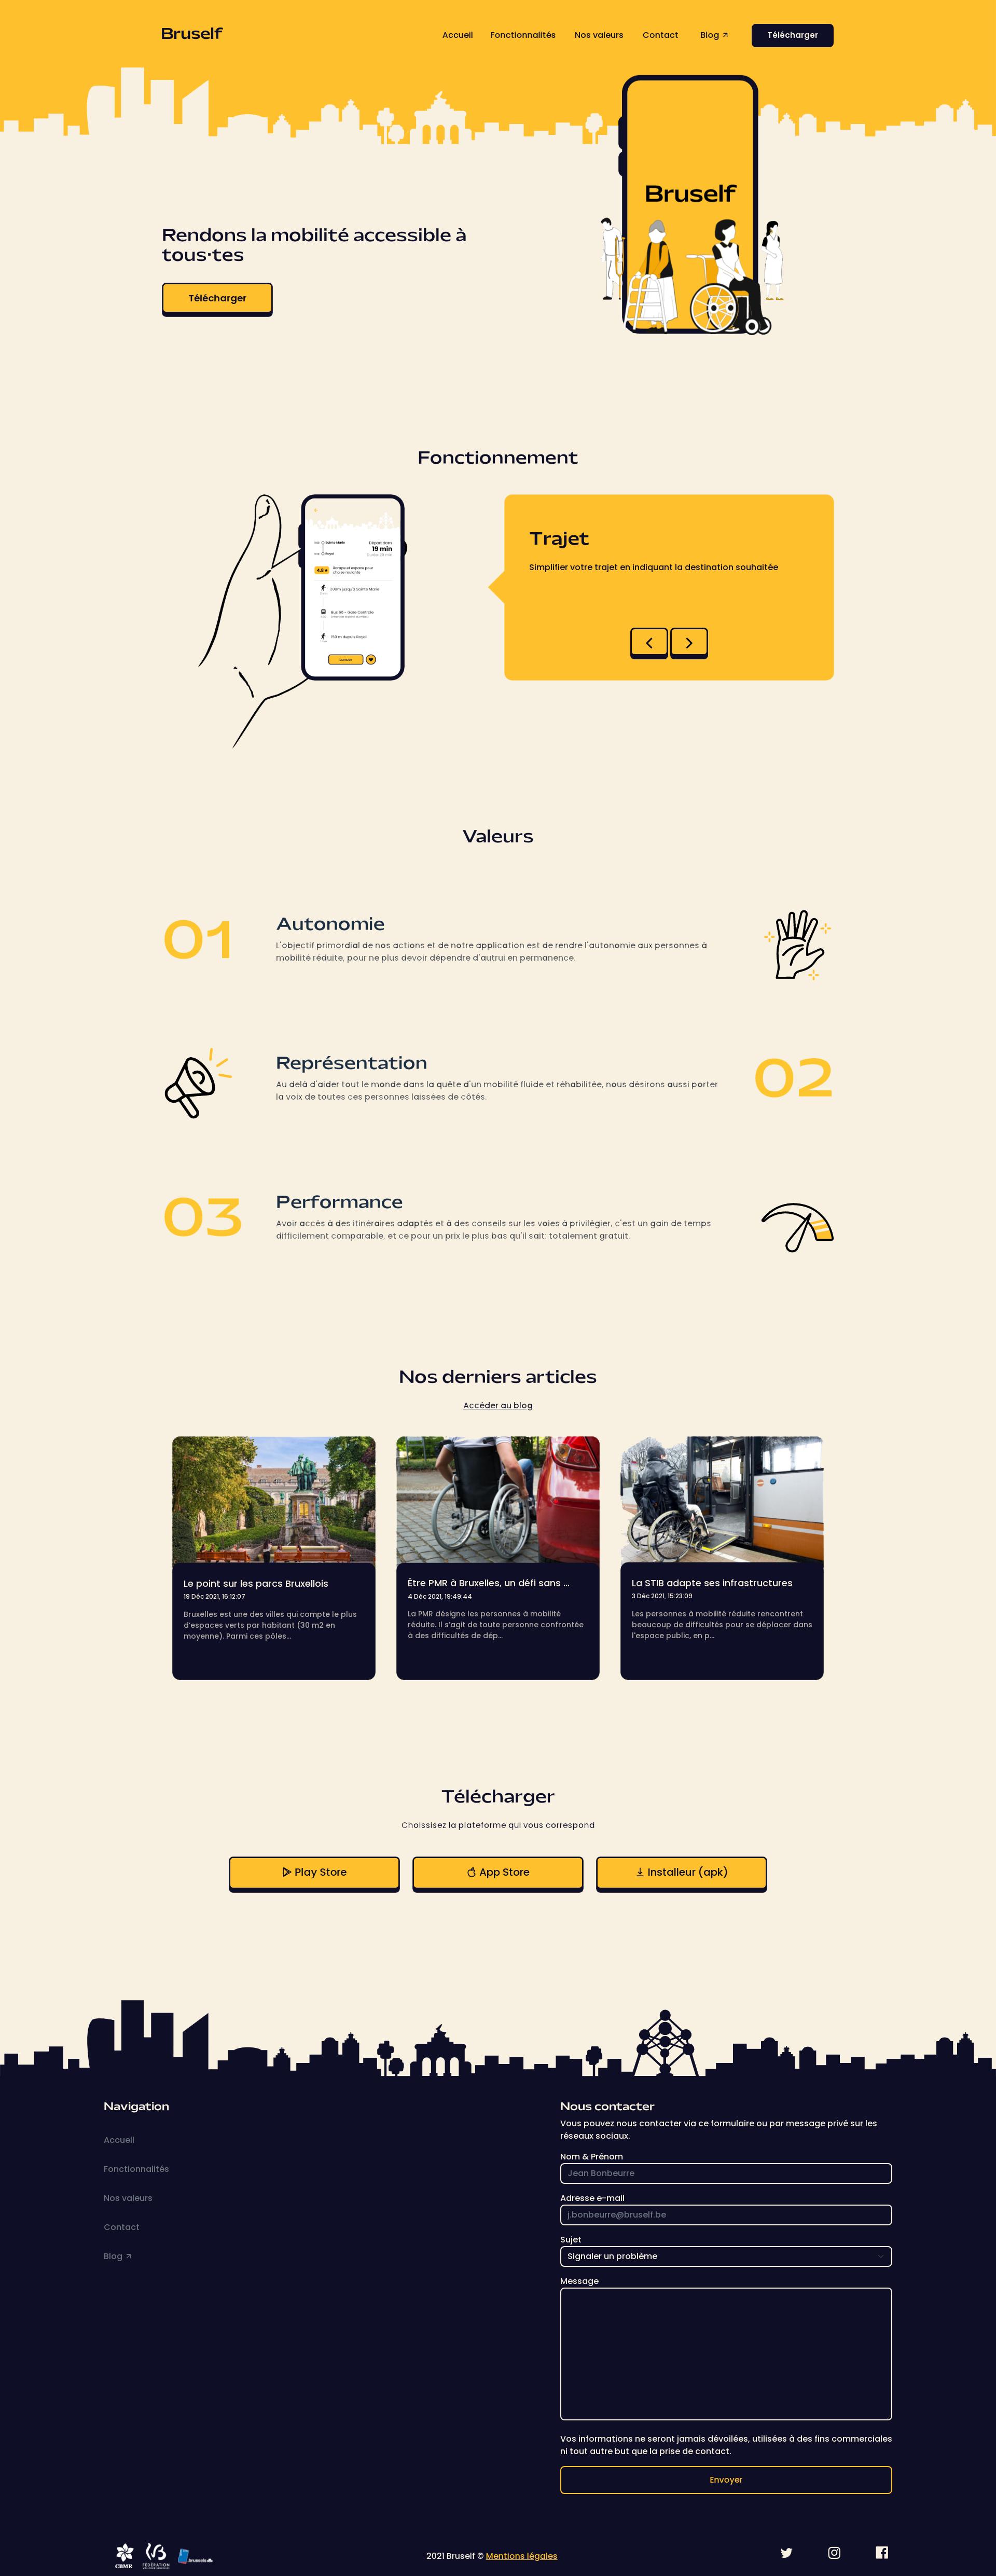 Bruself
Accueil
Fonctionnalités
Nos valeurs
Contact
Blog
Télécharger
Bruself
Rendons la mobilité accessible à
tous·tes
Télécharger
Fonctionnement
Sainte Marie
Royal
Départ dans
19 min
Rampe et espace pour
chaise roulante
4,8
Trajet
Simplifier votre trajet en indiquant la destination souhaitée
Valeurs
01
Autonomie
L'objectif primordial de nos actions et de notre application est de rendre l'autonomie aux personnes à
mobilité réduite, pour ne plus devoir dépendre d'autrui en permanence.
Représentation
Au delà d'aider tout le monde dans la quête d'un mobilité fluide et réhabilitée, nous désirons aussi porter
la voix de toutes ces personnes laissées de côtés.
02
03
Performance
Avoir accès à des itinéraires adaptés et à des conseils sur les voies à privilégier, c'est un gain de temps
difficilement comparable, et ce pour un prix le plus bas qu'il sait: totalement gratuit.
Nos derniers articles
Accéder au blog
Le point sur les parcs Bruxellois
19 Déc 2021, 16:12:07
Bruxelles est une des villes qui compte le plus
d'espaces verts par habitant (30 m2 en
moyenne). Parmi ces pôles...
Être PMR à Bruxelles, un défi sans ...
4 Déc 2021, 19:49:44
La PMR désigne les personnes à mobilité
réduite. Il s'agit de toute personne confrontée
à des difficultés de dép...
La STIB adapte ses infrastructures
3 Déc 2021, 15:23:09
Les personnes à mobilité réduite rencontrent
beaucoup de difficultés pour se déplacer dans
l'espace public, en p...
Télécharger
Choissisez la plateforme qui vous correspond
Play Store
App Store
Installeur (apk)
Navigation
Accueil
Fonctionnalités
Nos valeurs
Contact
Blog
Nous contacter
Vous pouvez nous contacter via ce formulaire ou par message privé sur les
réseaux sociaux.
Nom & Prénom
Jean Bonbeurre
Adresse e-mail
j.bonbeurre@bruself.be
Sujet
Signaler un problème
Message
Vos informations ne seront jamais dévoilées, utilisées à des fins commerciales
ni tout autre but que la prise de contact.
Envoyer
CBMR
FÉDÉRATION
.brussels
2021 Bruself © Mentions légales